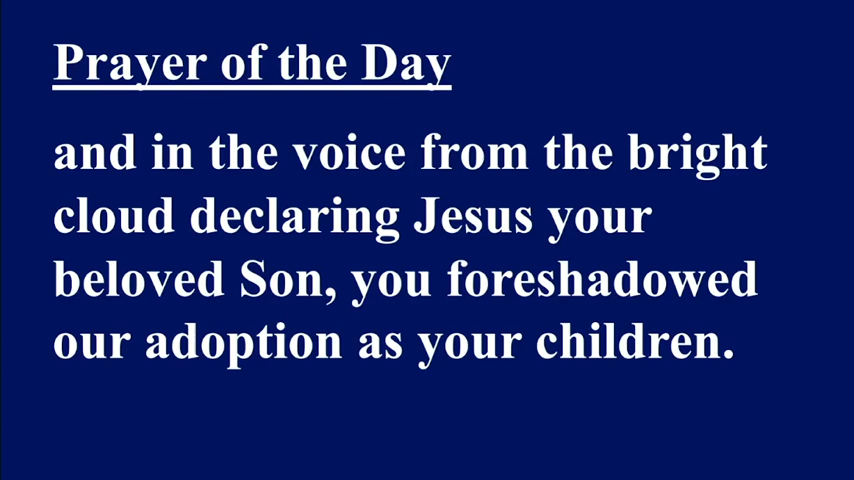 Prayer of the Day
and in the voice from the bright
cloud declaring Jesus your
beloved Son, you foreshadowed
our adoption as your children.